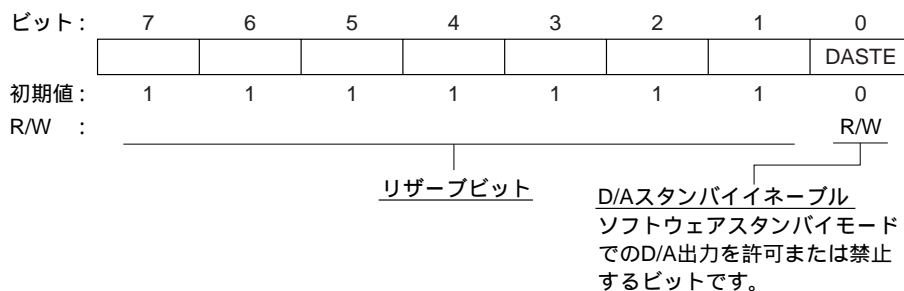 ビット: 7 6 5 4 3 2 1 0
DASTE
初期値: 1 1 1 1 1 1 1 0
R/W : R/W
リザーブビット
D/Aスタンバイイネーブル
ソフトウェアスタンバイモード
でのD/A出力を許可または禁止
するビットです。